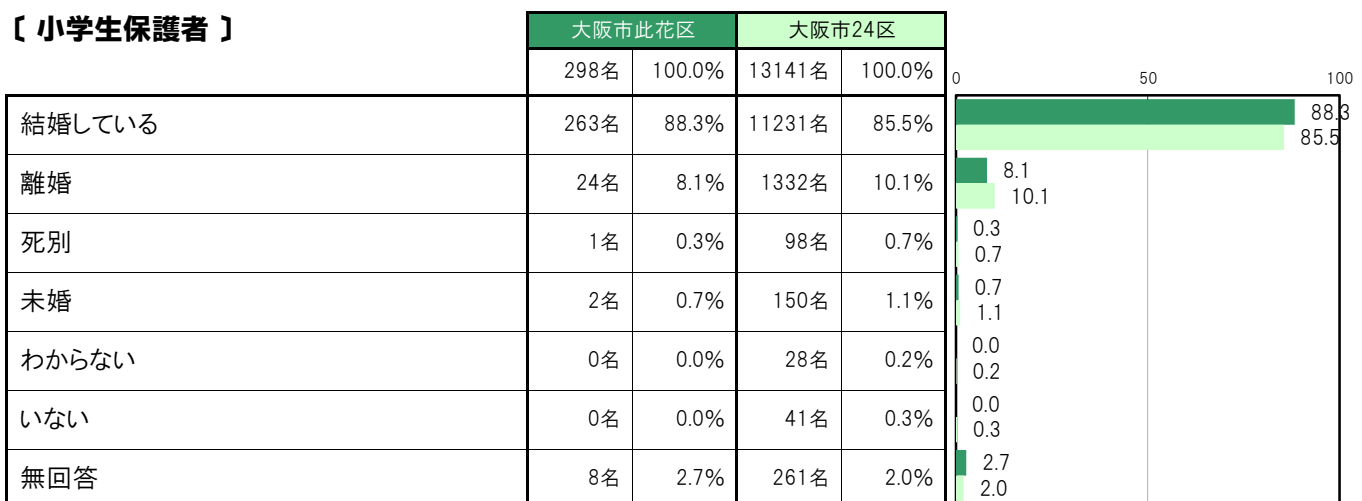 〔 小学生保護者 〕
大阪市此花区 大阪市24区
298名 100.0% 13141名 100.0%
0 50 100
結婚している 263名 88.3% 11231名 85.5%
88.3
85.5
離婚 24名 8.1% 1332名 10.1%
8.1
10.1
死別 1名 0.3% 98名 0.7%
0.3
0.7
未婚 2名 0.7% 150名 1.1%
0.7
1.1
わからない 0名 0.0% 28名 0.2%
0.0
0.2
いない 0名 0.0% 41名 0.3%
0.0
0.3
無回答 8名 2.7% 261名 2.0%
2.7
2.0